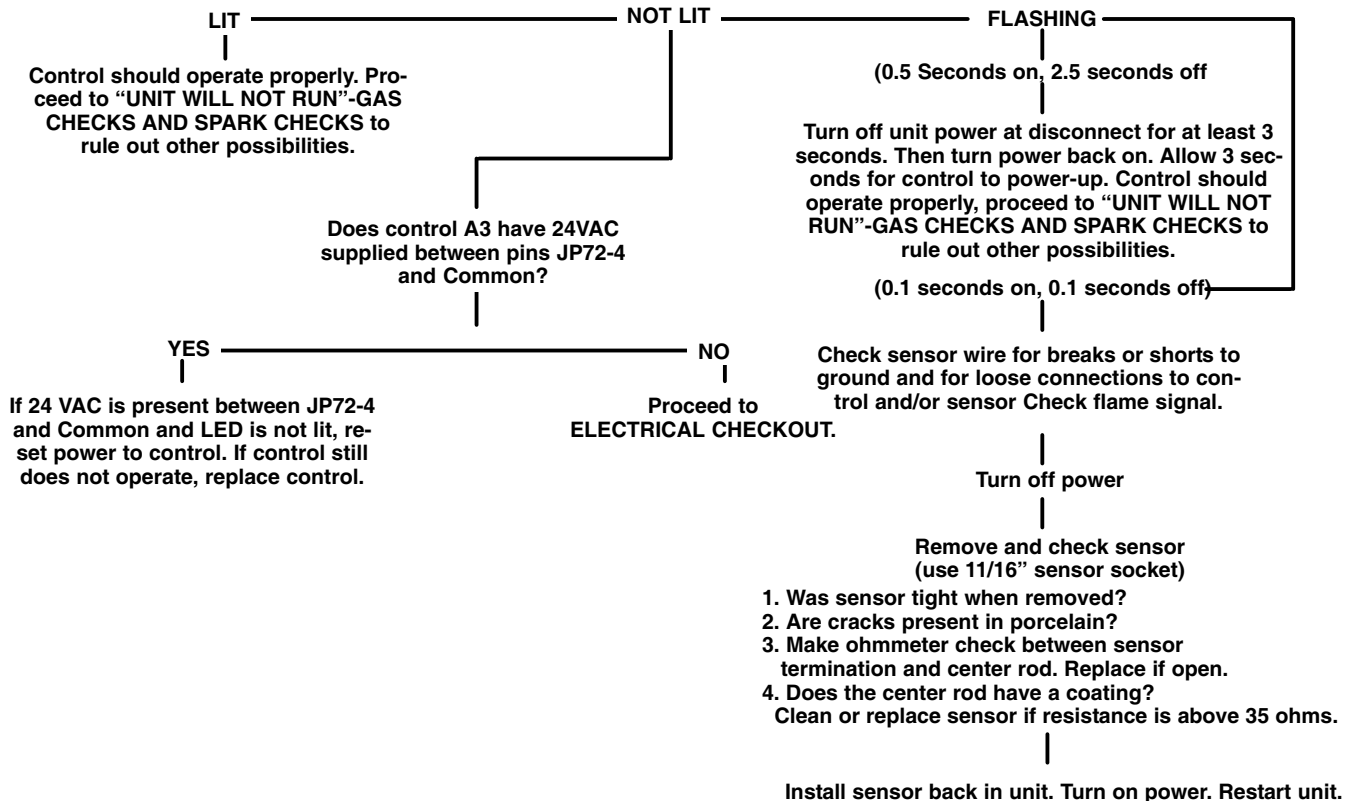 LIT
NOT LIT
FLASHING
Control should operate properly. Pro-
ceed to “UNIT WILL NOT RUN”-GAS
CHECKS AND SPARK CHECKS to
rule out other possibilities.
(0.5 Seconds on, 2.5 seconds off
Turn off unit power at disconnect for at least 3
seconds. Then turn power back on. Allow 3 sec-
onds for control to power-up. Control should
operate properly, proceed to “UNIT WILL NOT
RUN”-GAS CHECKS AND SPARK CHECKS to
rule out other possibilities.
Does control A3 have 24VAC
supplied between pins JP72-4
and Common?
(0.1 seconds on, 0.1 seconds off)
YES
NO
If 24 VAC is present between JP72-4
and Common and LED is not lit, re-
set power to control. If control still
does not operate, replace control.
Proceed to
ELECTRICAL CHECKOUT.
Check sensor wire for breaks or shorts to
ground and for loose connections to con-
trol and/or sensor Check flame signal.
Turn off power
Remove and check sensor
(use 11/16” sensor socket)
1. Was sensor tight when removed?
2. Are cracks present in porcelain?
3. Make ohmmeter check between sensor
termination and center rod. Replace if open.
4. Does the center rod have a coating?
Clean or replace sensor if resistance is above 35 ohms.
Install sensor back in unit. Turn on power. Restart unit.